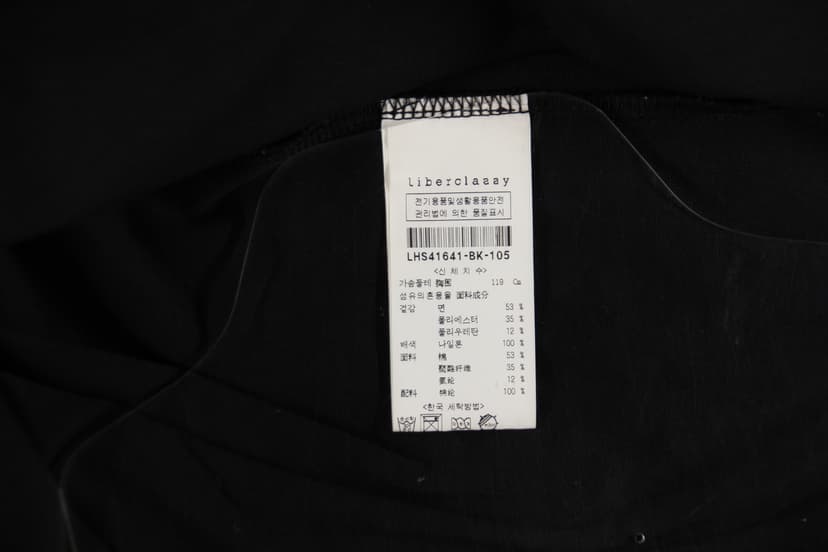 liberclassy
전기용품및생활용품안전
관리법에 의한 품질표시
LHS41641-BK-105
<신 체 치 수>
가슴둘레 胸围 119 Cm
섬유의혼용율 面料成分
겉감 면 53 %
폴리에스터 35 %
폴리우레탄 12 %
배색 나일론 100 %
面料 棉 53 %
聚酯纤维 35 %
氨纶 12 %
配料 锦纶 100 %
<한국 세탁방법>